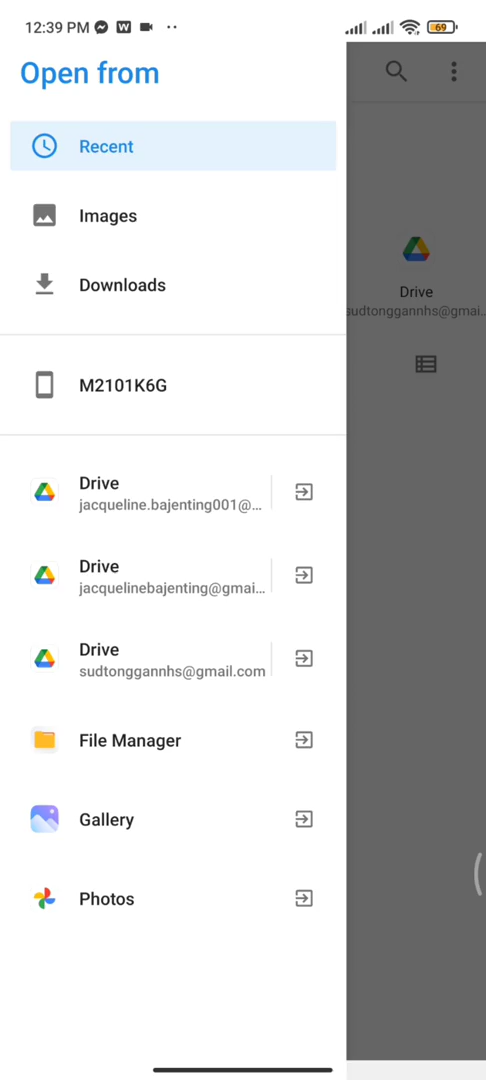 12:39 PM
69
Open from
Recent
Images
Downloads
M2101K6G
Drive
jacqueline.bajenting001@...
Drive
jacquelinebajenting@gmai...
Drive
sudtonggannhs@gmail.com
File Manager
Gallery
Photos
Drive
sudtonggannhs@gmai...